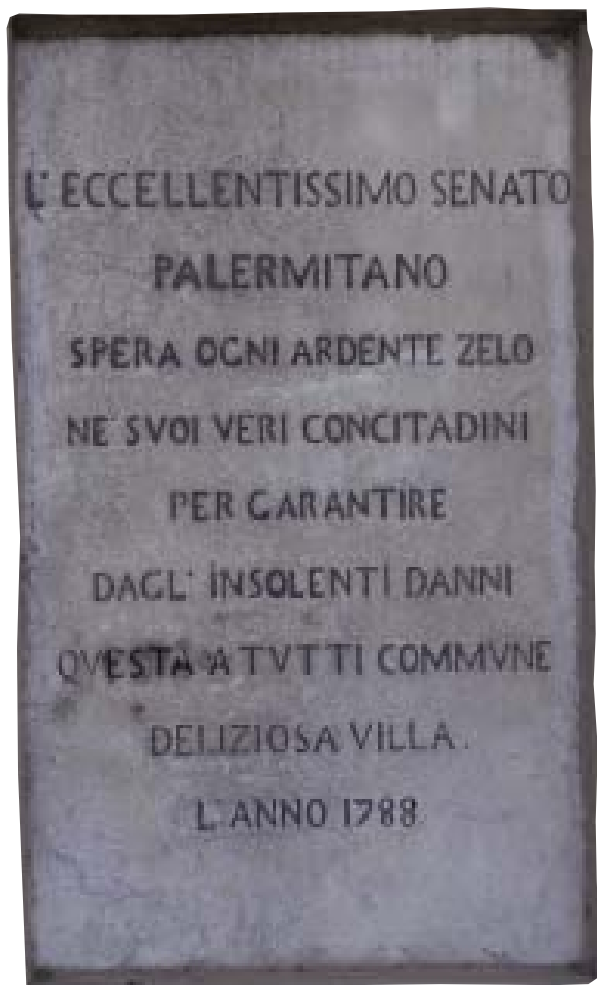 L' ECCELLENTISSIMO SENATO
PALERMITANO
SPERA OGNI ARDENTE ZELO
NE SVOI VERI CONCITADINI
PER GARANTIRE
DAGL' INSOLENTI DANNI
QVESTA A TVTTI COMMVNE
DELIZIOSA VILLA.
L' ANNO 1788